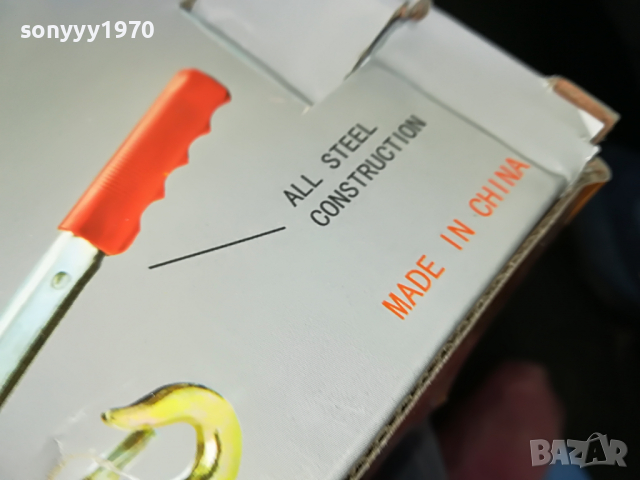 sonyyy1970
ALL STEEL
CONSTRUCTION
MADE IN CHINA
BAZAR